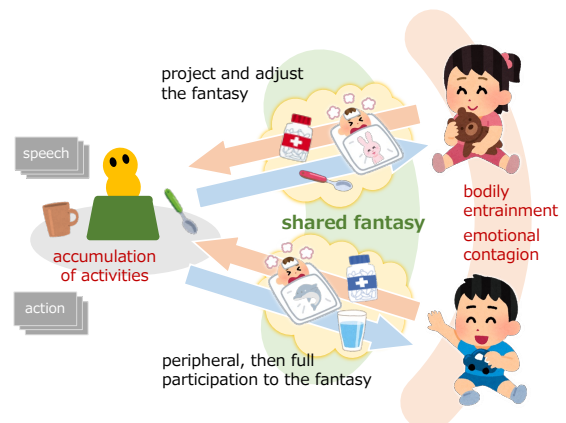 project and adjust
the fantasy
speech
shared fantasy
bodily
entrainment
emotional
contagion
accumulation
of activities
action
peripheral, then full
participation to the fantasy